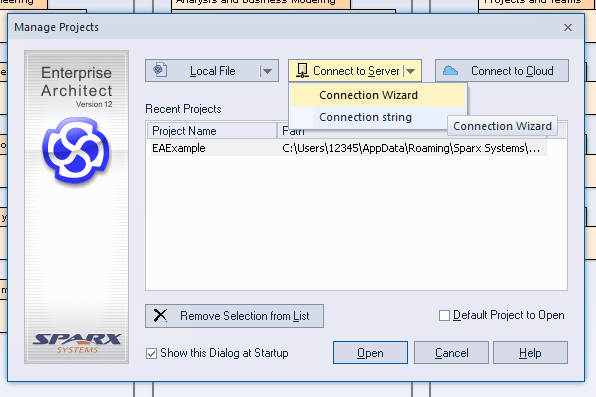 Analysis and Business Modeling
Projects and Teams
Manage Projects
Enterprise
Architect
Version 12
SPARX
SYSTEMS
Local File
Connect to Server
Connect to Cloud
Connection Wizard
Connection string
Connection Wizard
Recent Projects
Project Name
Path
EAExample
C:\Users\12345\AppData\Roaming\Sparx Systems\...
Remove Selection from List
Default Project to Open
Show this Dialog at Startup
Open
Cancel
Help